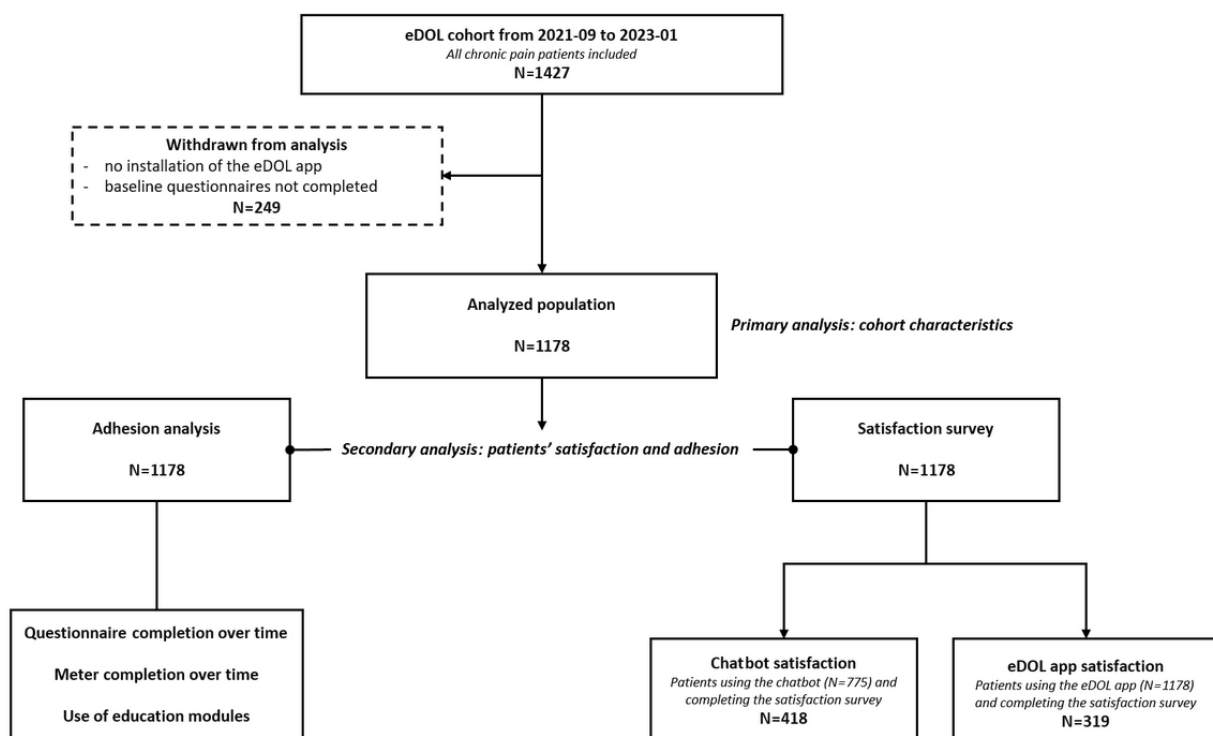 eDOL cohort from 2021-09 to 2023-01
All chronic pain patients included
N=1427
Withdrawn from analysis
- no installation of the eDOL app
- baseline questionnaires not completed
N=249
Analyzed population
N=1178
Primary analysis: cohort characteristics
Adhesion analysis
N=1178
Secondary analysis: patients’ satisfaction and adhesion
Satisfaction survey
N=1178
Questionnaire completion over time
Meter completion over time
Use of education modules
Chatbot satisfaction
Patients using the chatbot (N=775) and
completing the satisfaction survey
N=418
eDOL app satisfaction
Patients using the eDOL app (N=1178)
and completing the satisfaction survey
N=319